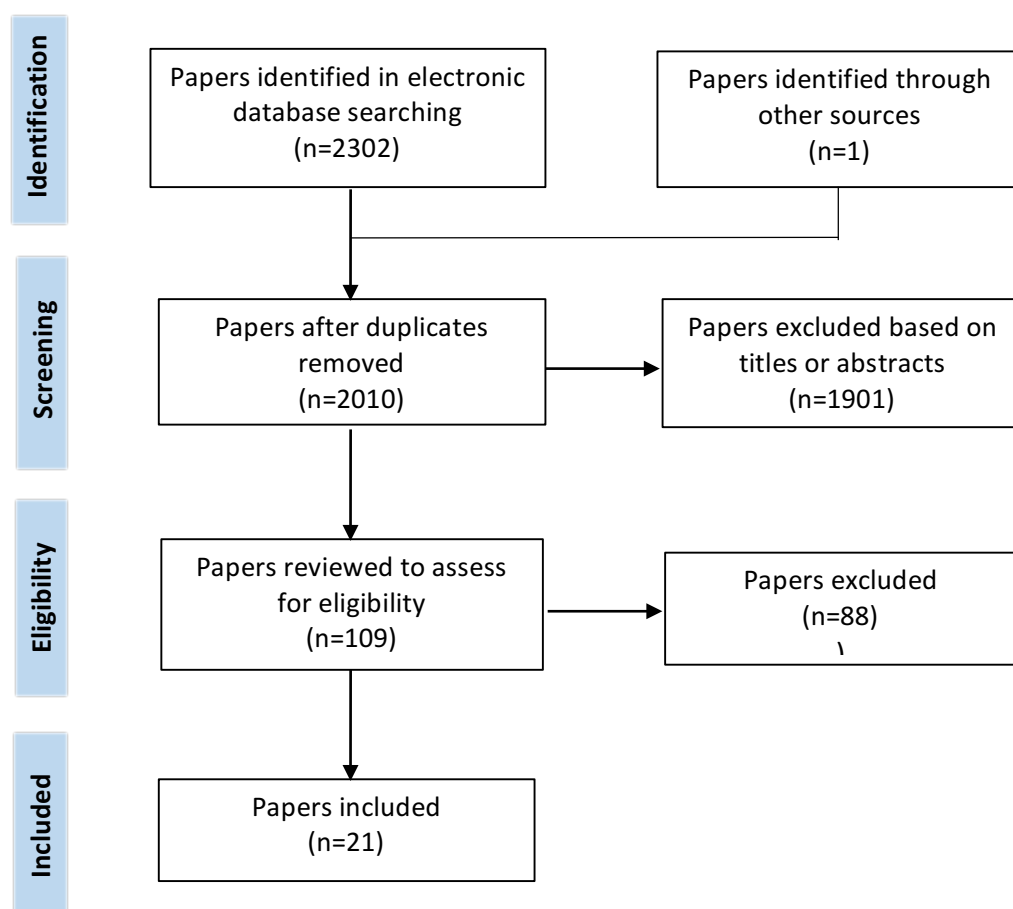 Identification
Papers identified in electronic
database searching
(n=2302)
Papers identified through
other sources
(n=1)
Screening
Papers after duplicates
removed
(n=2010)
Papers excluded based on
titles or abstracts
(n=1901)
Eligibility
Papers reviewed to assess
for eligibility
(n=109)
Papers excluded
(n=88)
)
Included
Papers included
(n=21)